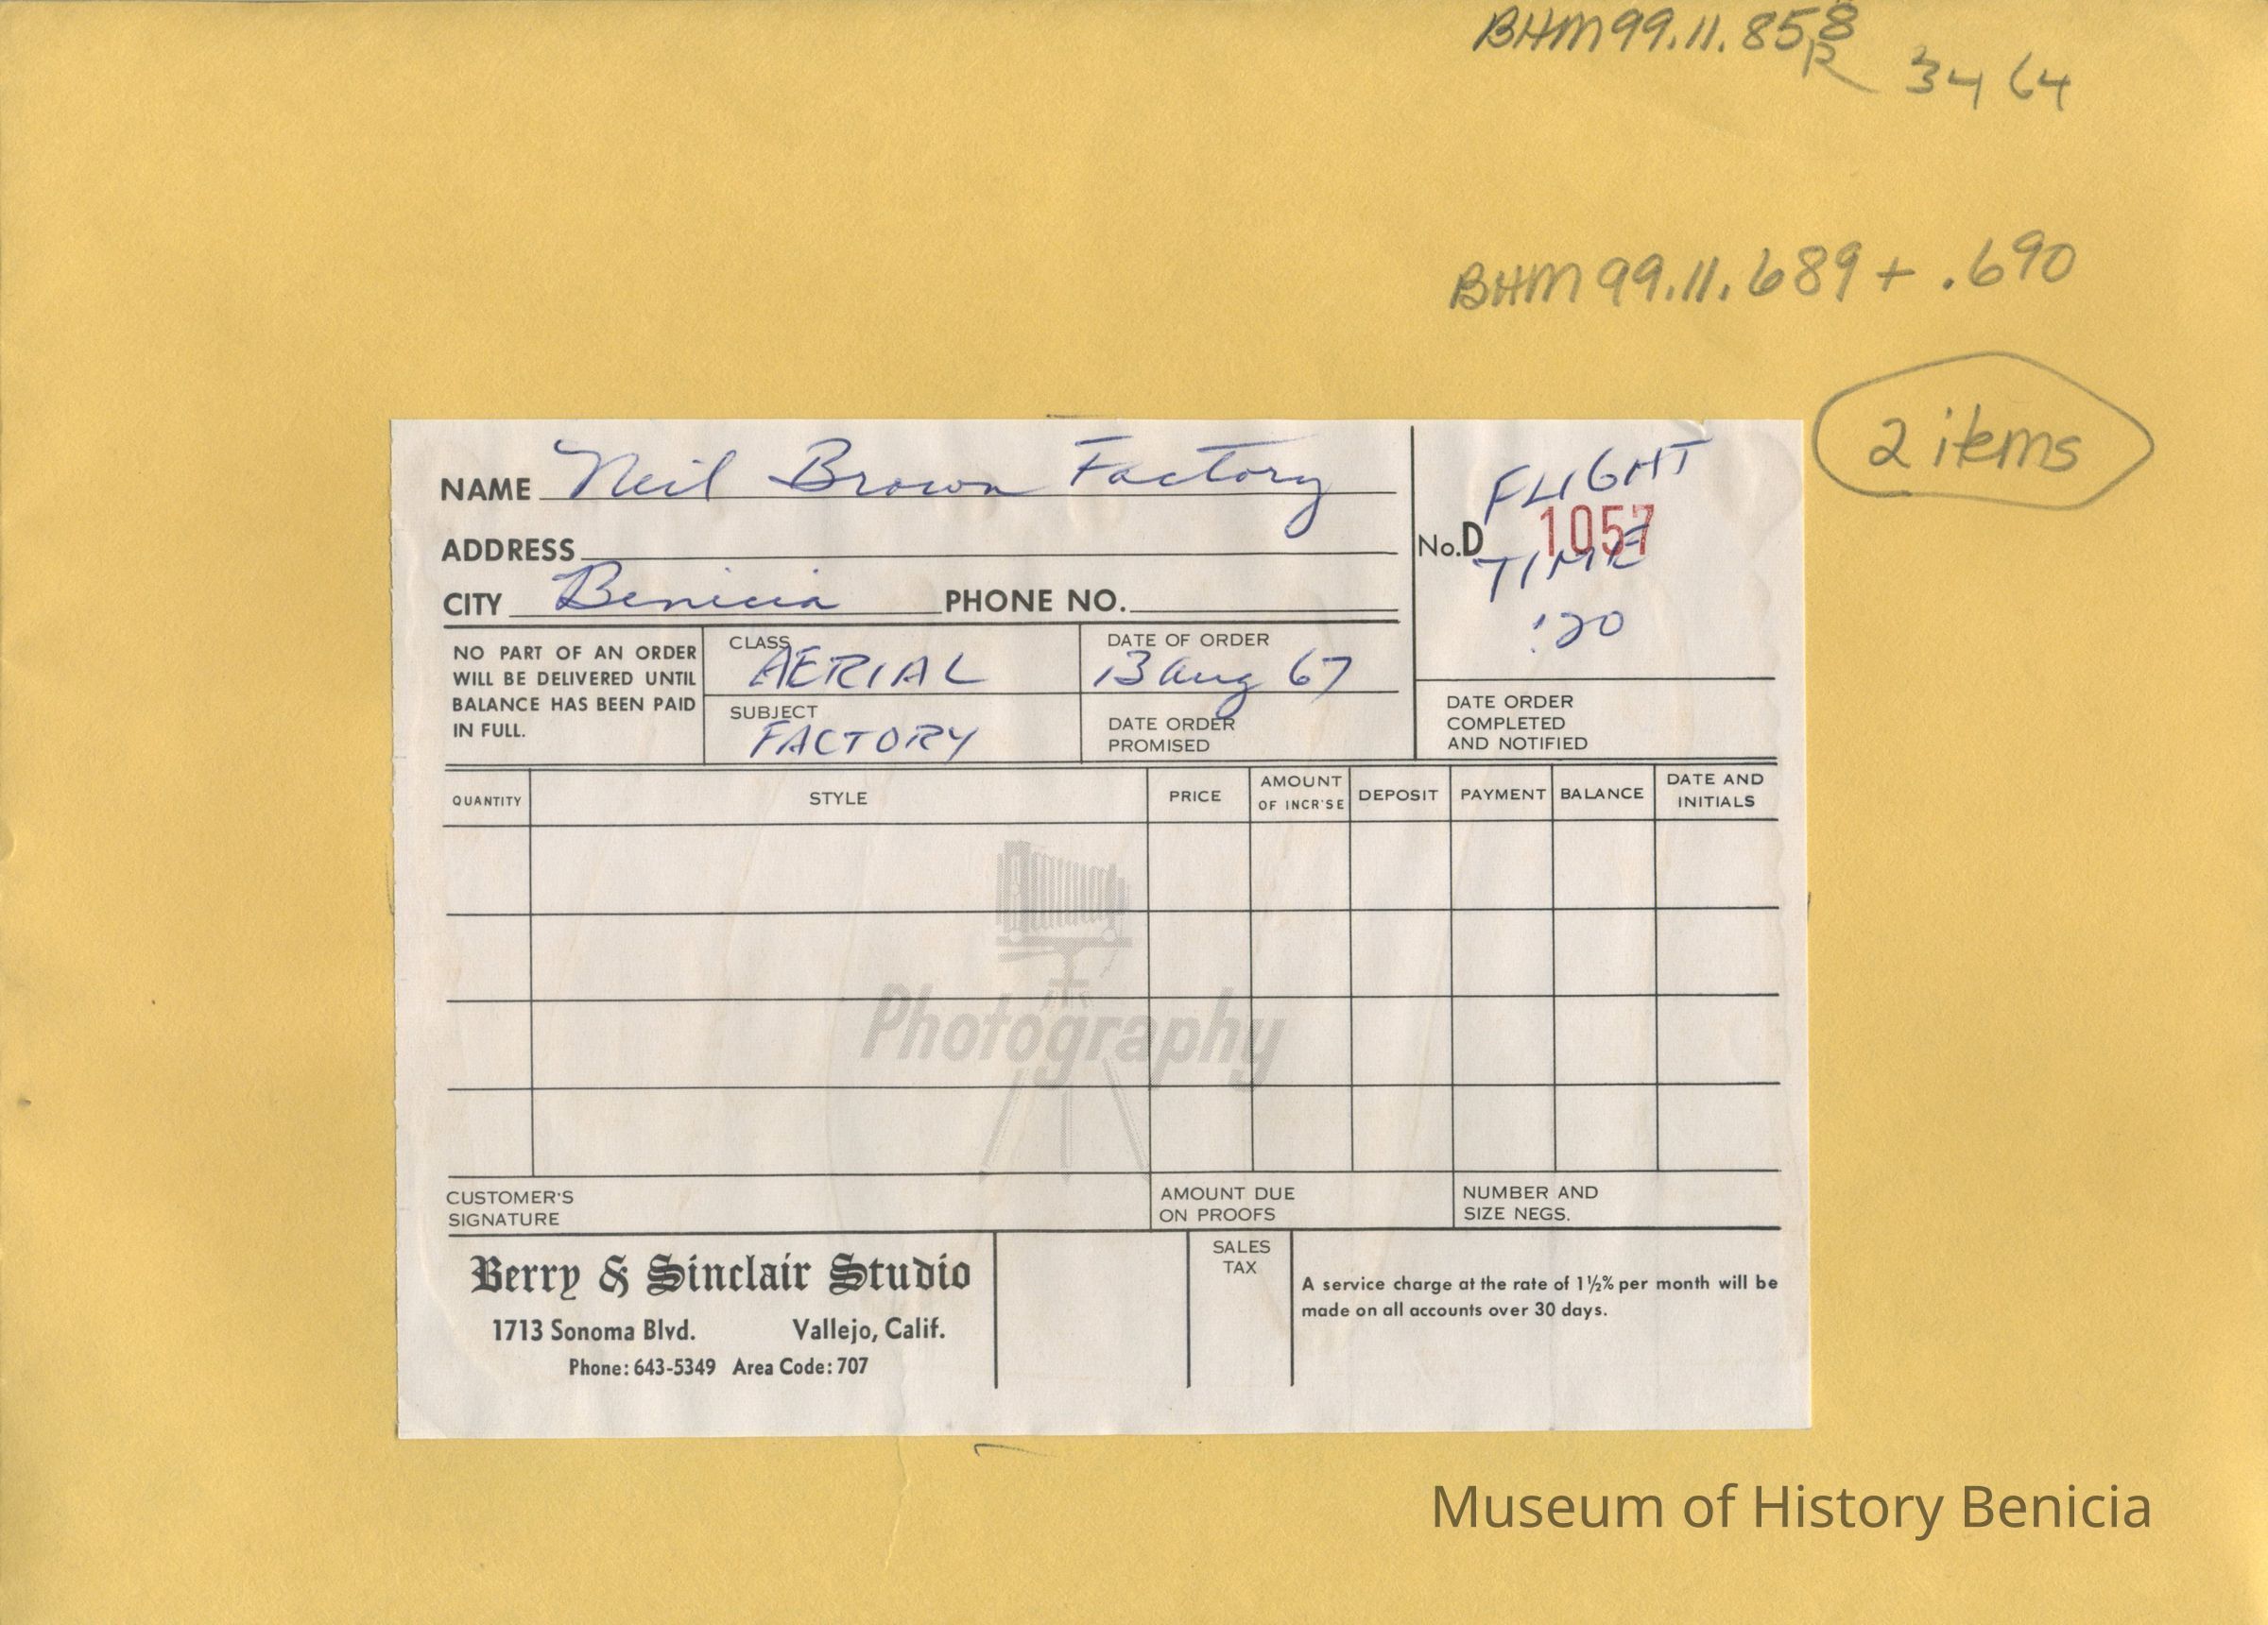 BHM99.11.858
R 3464
BHM99.11.689 + .690
2 items
NAME Neil Brown Factory
FLIGHT
ADDRESS
No.D 1057
TIME
CITY Benicia PHONE NO.
:20
NO PART OF AN ORDER
WILL BE DELIVERED UNTIL
BALANCE HAS BEEN PAID
IN FULL.
CLASS AERIAL
SUBJECT FACTORY
DATE OF ORDER
13 Aug 67
DATE ORDER
PROMISED
DATE ORDER
COMPLETED
AND NOTIFIED
QUANTITY
STYLE
PRICE
AMOUNT
OF INCR'SE
DEPOSIT
PAYMENT
BALANCE
DATE AND
INITIALS
Photography
CUSTOMER'S
SIGNATURE
AMOUNT DUE
ON PROOFS
NUMBER AND
SIZE NEGS.
Berry & Sinclair Studio
1713 Sonoma Blvd. Vallejo, Calif.
Phone: 643-5349 Area Code: 707
SALES
TAX
A service charge at the rate of 1½% per month will be
made on all accounts over 30 days.
Museum of History Benicia